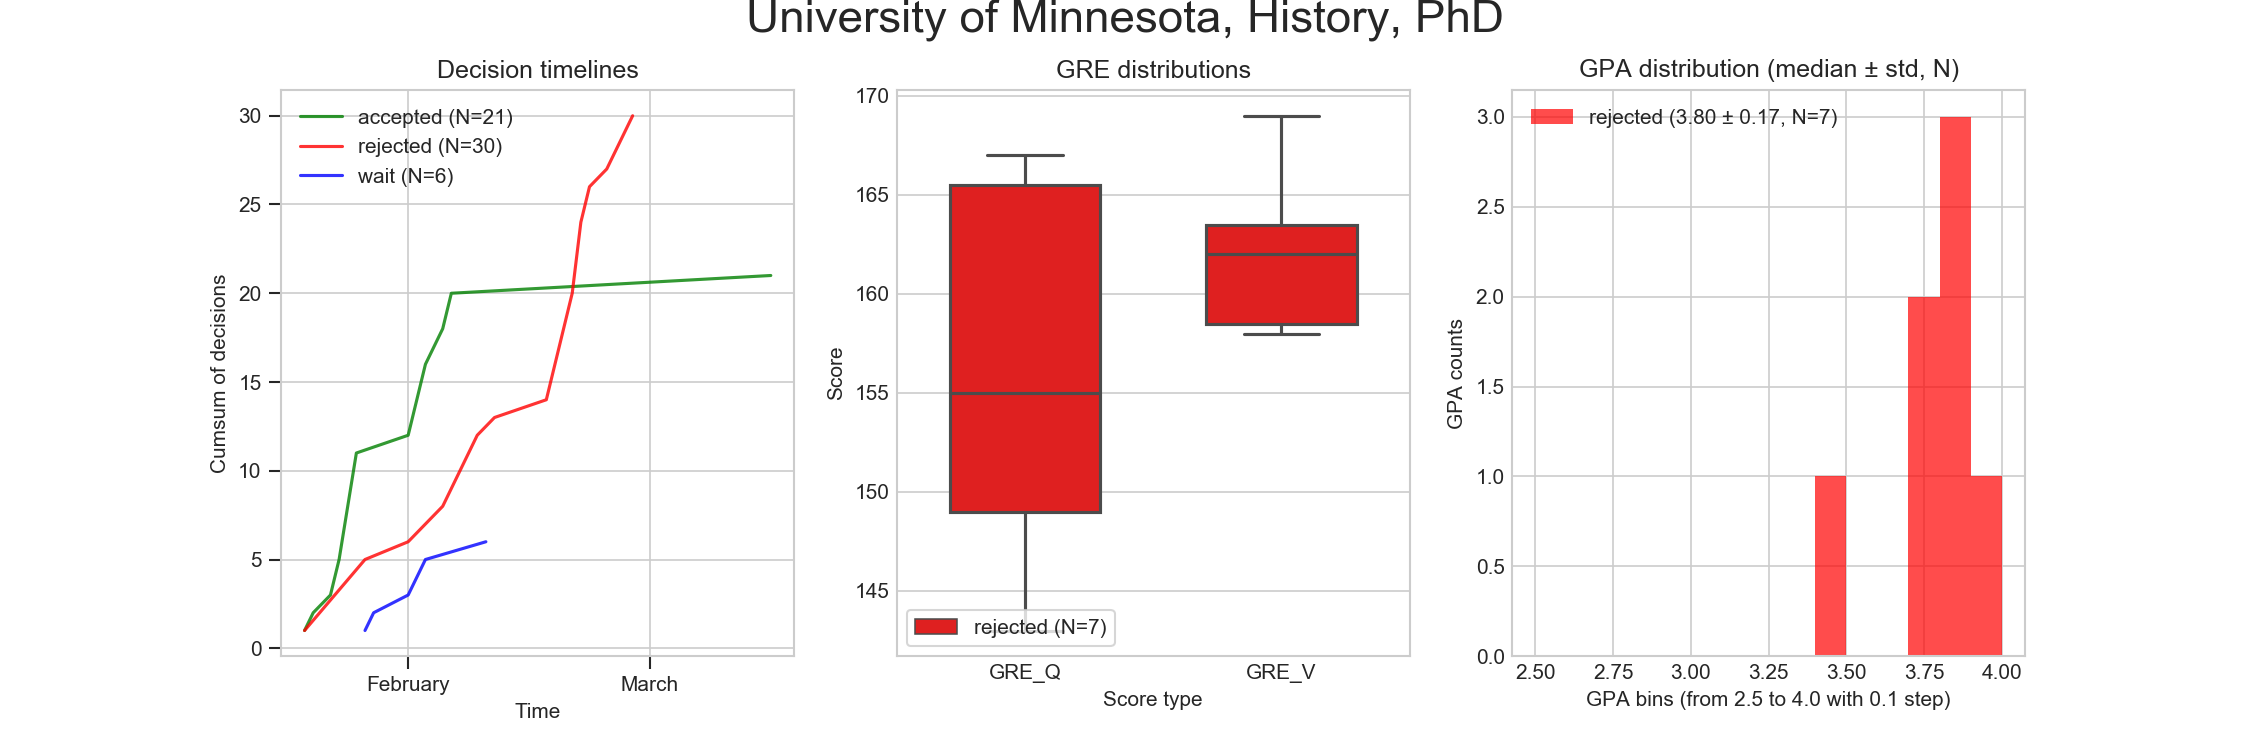 University of Minnesota, History, PhD
Decision timelines
accepted (N=21)
rejected (N=30)
wait (N=6)
30
25
20
15
10
5
0
Cumsum of decisions
February
March
Time
GRE distributions
170
165
160
155
150
145
Score
rejected (N=7)
GRE_Q
GRE_V
Score type
GPA distribution (median ± std, N)
rejected (3.80 ± 0.17, N=7)
3.0
2.5
2.0
1.5
1.0
0.5
0.0
GPA counts
2.50
2.75
3.00
3.25
3.50
3.75
4.00
GPA bins (from 2.5 to 4.0 with 0.1 step)